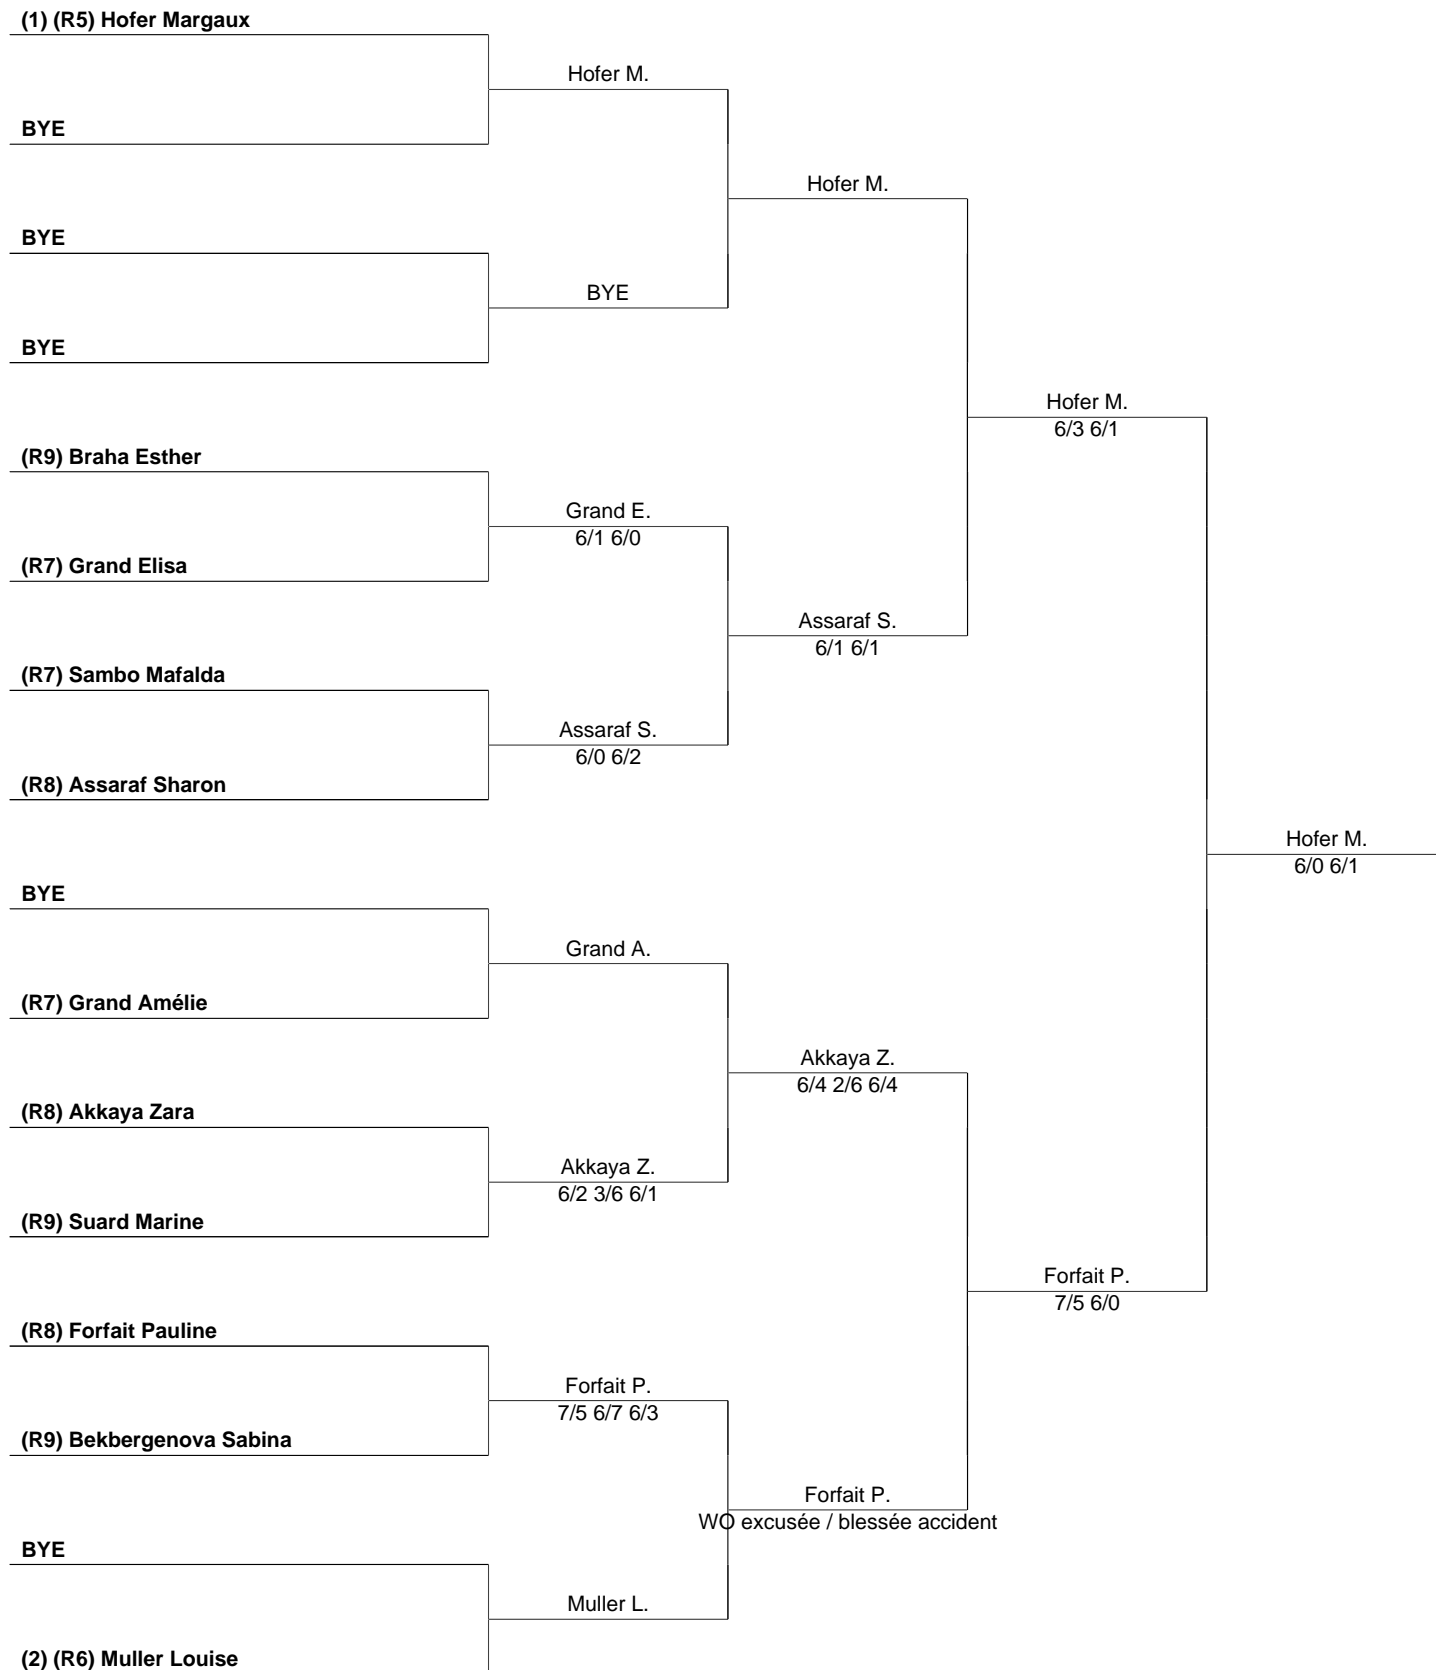 (1) (R5) Hofer Margaux
Hofer M.
BYE
Hofer M.
BYE
BYE
BYE
Hofer M.
6/3 6/1
(R9) Braha Esther
Grand E.
6/1 6/0
(R7) Grand Elisa
Assaraf S.
6/1 6/1
(R7) Sambo Mafalda
Assaraf S.
6/0 6/2
(R8) Assaraf Sharon
Hofer M.
6/0 6/1
BYE
Grand A.
(R7) Grand Amélie
Akkaya Z.
6/4 2/6 6/4
(R8) Akkaya Zara
Akkaya Z.
6/2 3/6 6/1
(R9) Suard Marine
Forfait P.
7/5 6/0
(R8) Forfait Pauline
Forfait P.
7/5 6/7 6/3
(R9) Bekbergenova Sabina
Forfait P.
WO excusée / blessée accident
BYE
Muller L.
(2) (R6) Muller Louise